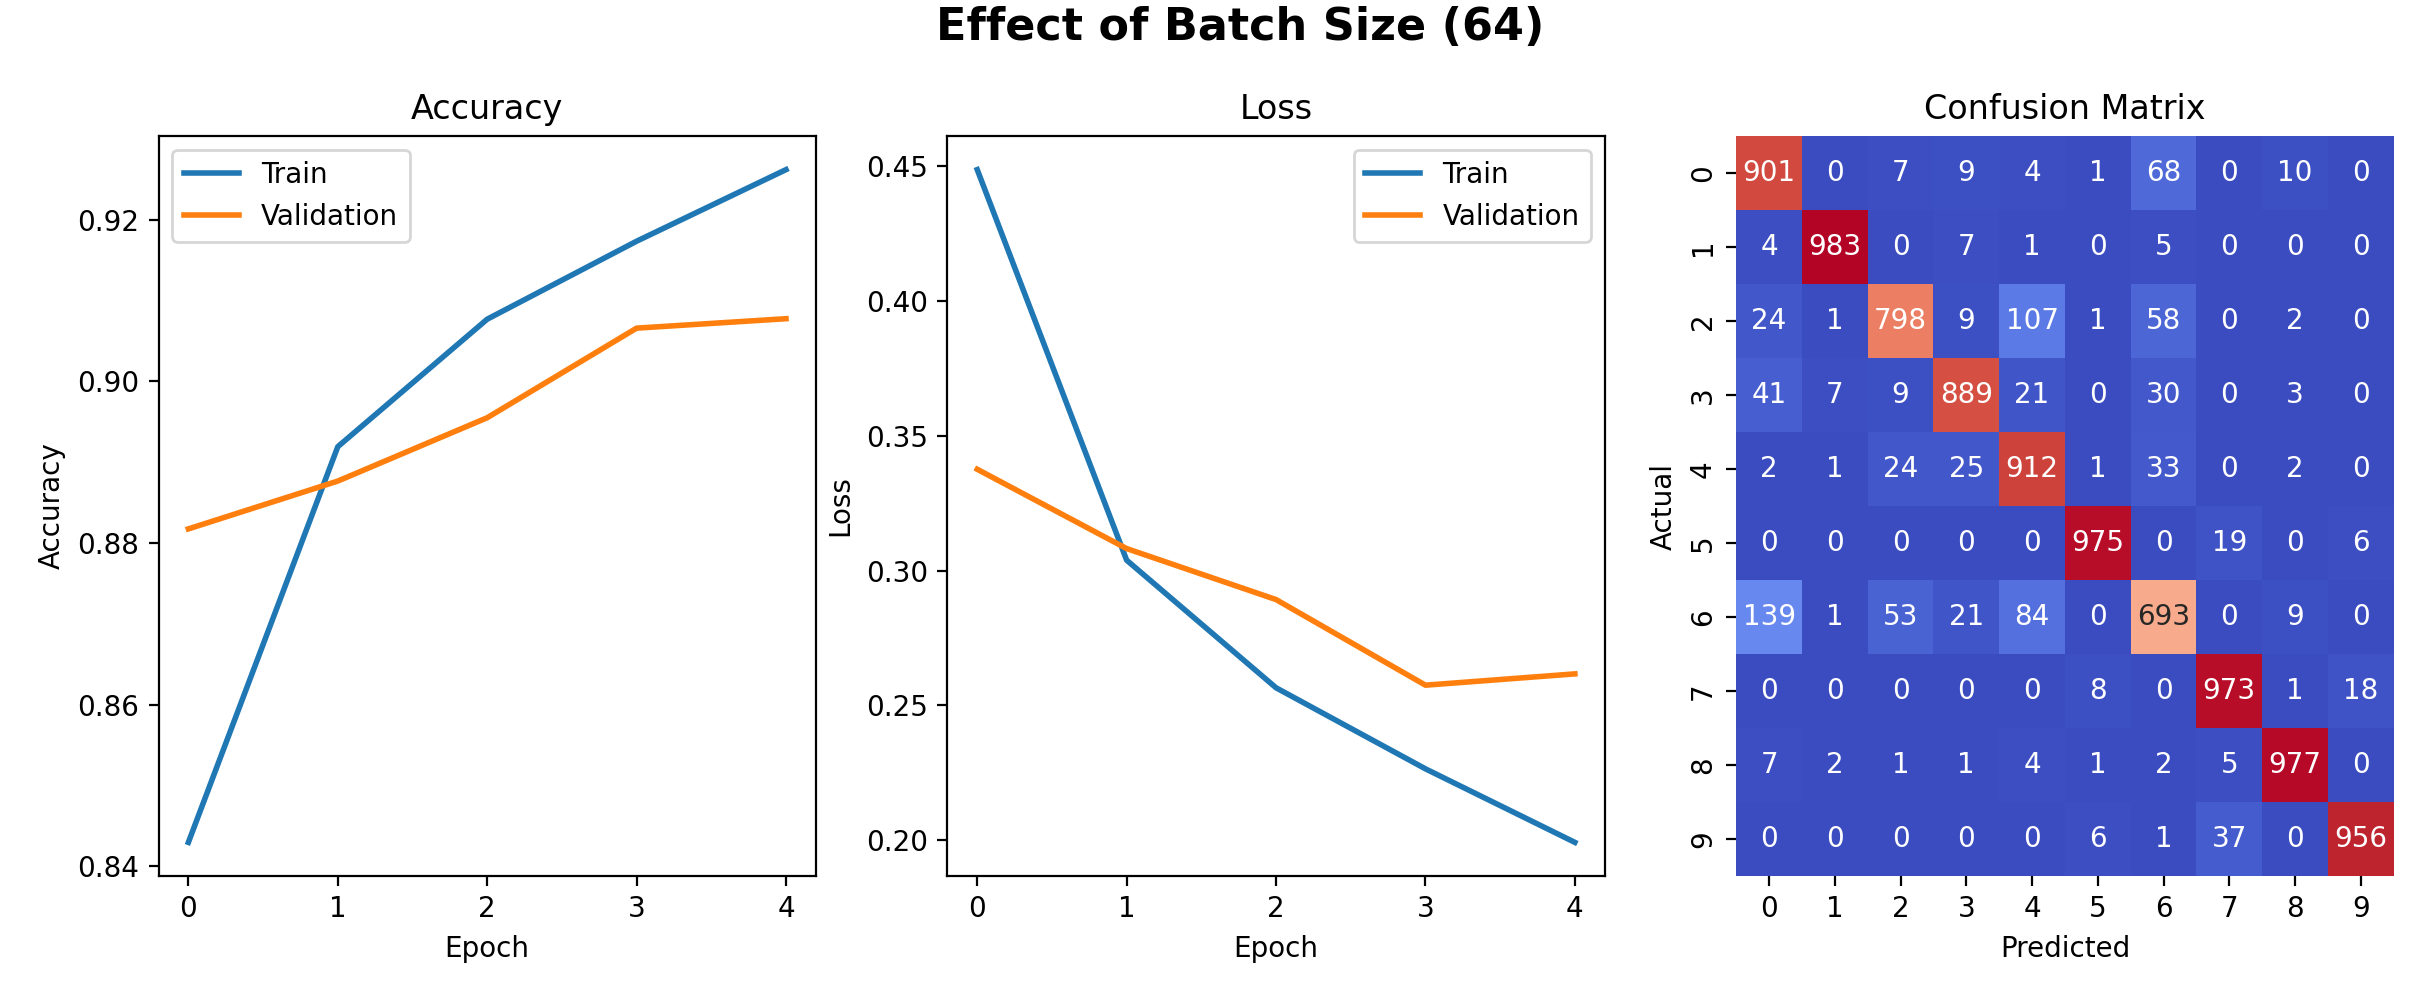 Effect of Batch Size (64)
Accuracy
Train
Validation
0.92
0.90
0.88
0.86
0.84
Accuracy
0 1 2 3 4
Epoch
Loss
Train
Validation
0.45
0.40
0.35
0.30
0.25
0.20
Loss
0 1 2 3 4
Epoch
Confusion Matrix
Actual
0 901 0 7 9 4 1 68 0 10 0
1 4 983 0 7 1 0 5 0 0 0
2 24 1 798 9 107 1 58 0 2 0
3 41 7 9 889 21 0 30 0 3 0
4 2 1 24 25 912 1 33 0 2 0
5 0 0 0 0 0 975 0 19 0 6
6 139 1 53 21 84 0 693 0 9 0
7 0 0 0 0 0 8 0 973 1 18
8 7 2 1 1 4 1 2 5 977 0
9 0 0 0 0 0 6 1 37 0 956
0 1 2 3 4 5 6 7 8 9
Predicted